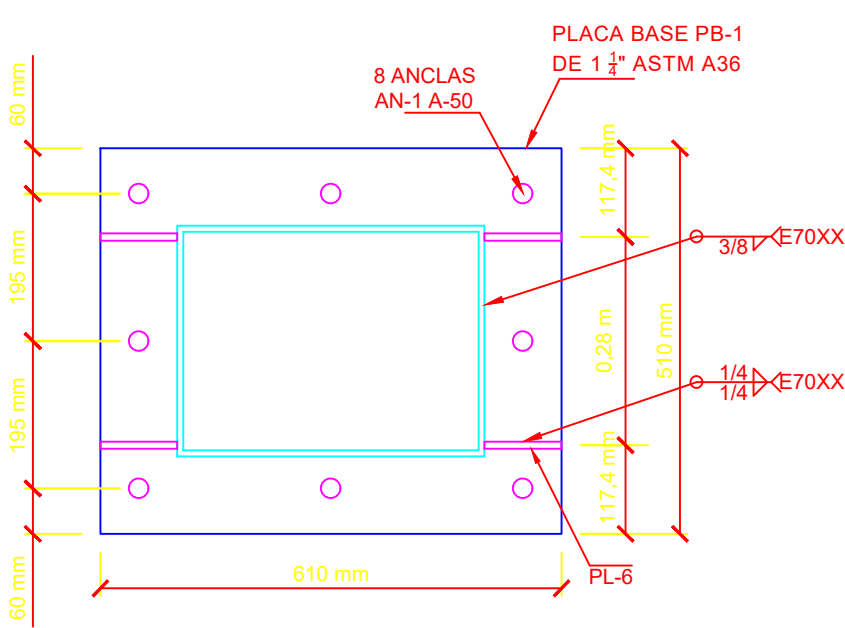 PLACA BASE PB-1
DE 1 1/4" ASTM A36
8 ANCLAS
AN-1 A-50
60 mm
195 mm
195 mm
60 mm
117,4 mm
0,28 m
117,4 mm
510 mm
3/8 E70XX
1/4
1/4 E70XX
610 mm
PL-6